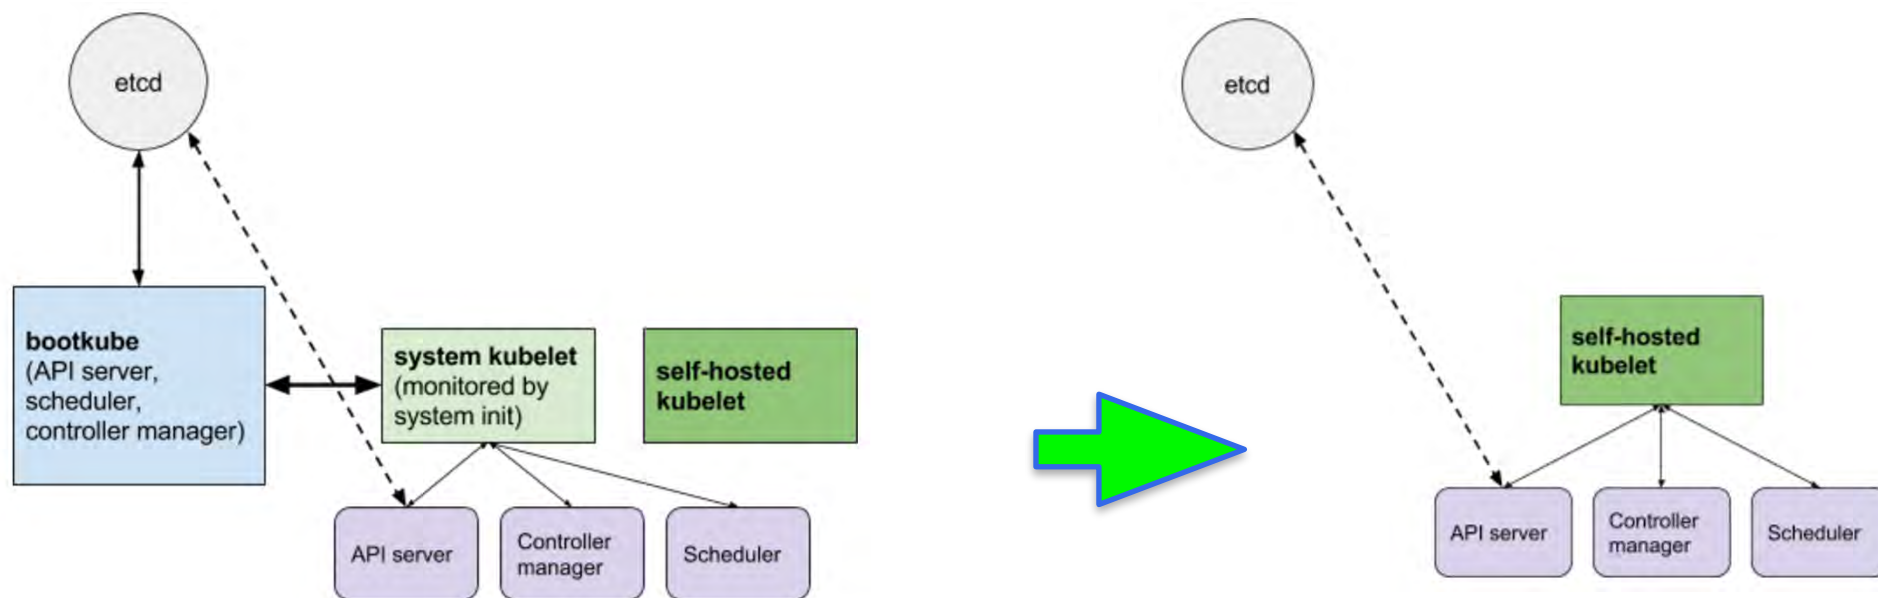 etcd
bootkube
(API server,
scheduler,
controller manager)
system kubelet
(monitored by
system init)
self-hosted
kubelet
API server
Controller
manager
Scheduler
etcd
self-hosted
kubelet
API server
Controller
manager
Scheduler